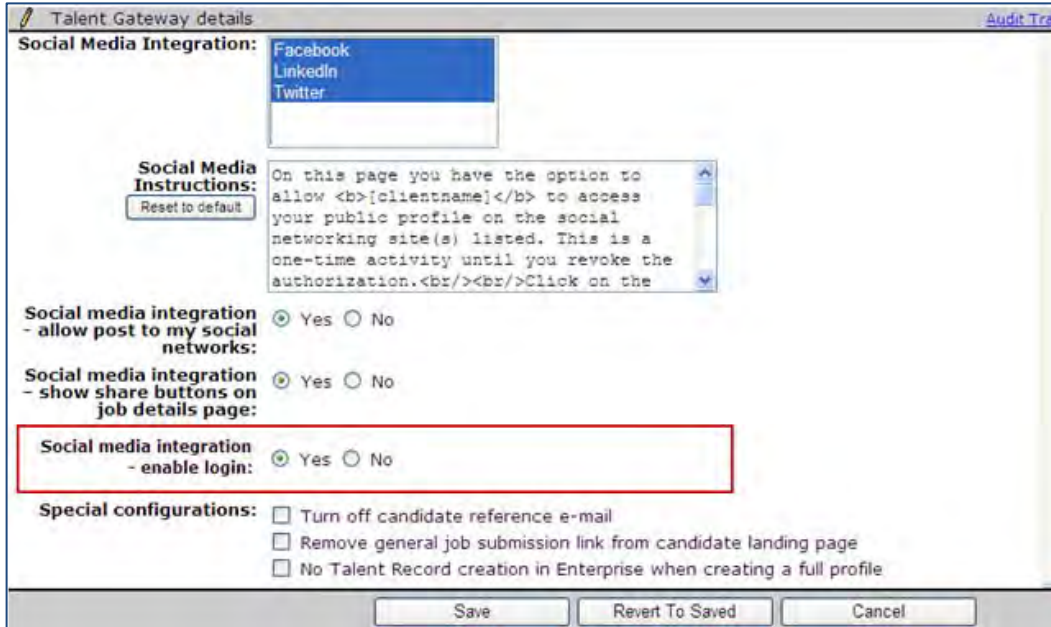 Talent Gateway details
Audit Tra
Social Media Integration:
Facebook
LinkedIn
Twitter
Social Media
Instructions:
Reset to default
On this page you have the option to
allow <b>[clientname]</b> to access
your public profile on the social
networking site(s) listed. This is a
one-time activity until you revoke the
authorization.<br/><br/>Click on the
Social media integration
- allow post to my social
networks:
Yes No
Social media integration
- show share buttons on
job details page:
Yes No
Social media integration
- enable login:
Yes No
Special configurations:
Turn off candidate reference e-mail
Remove general job submission link from candidate landing page
No Talent Record creation in Enterprise when creating a full profile
Save Revert To Saved Cancel